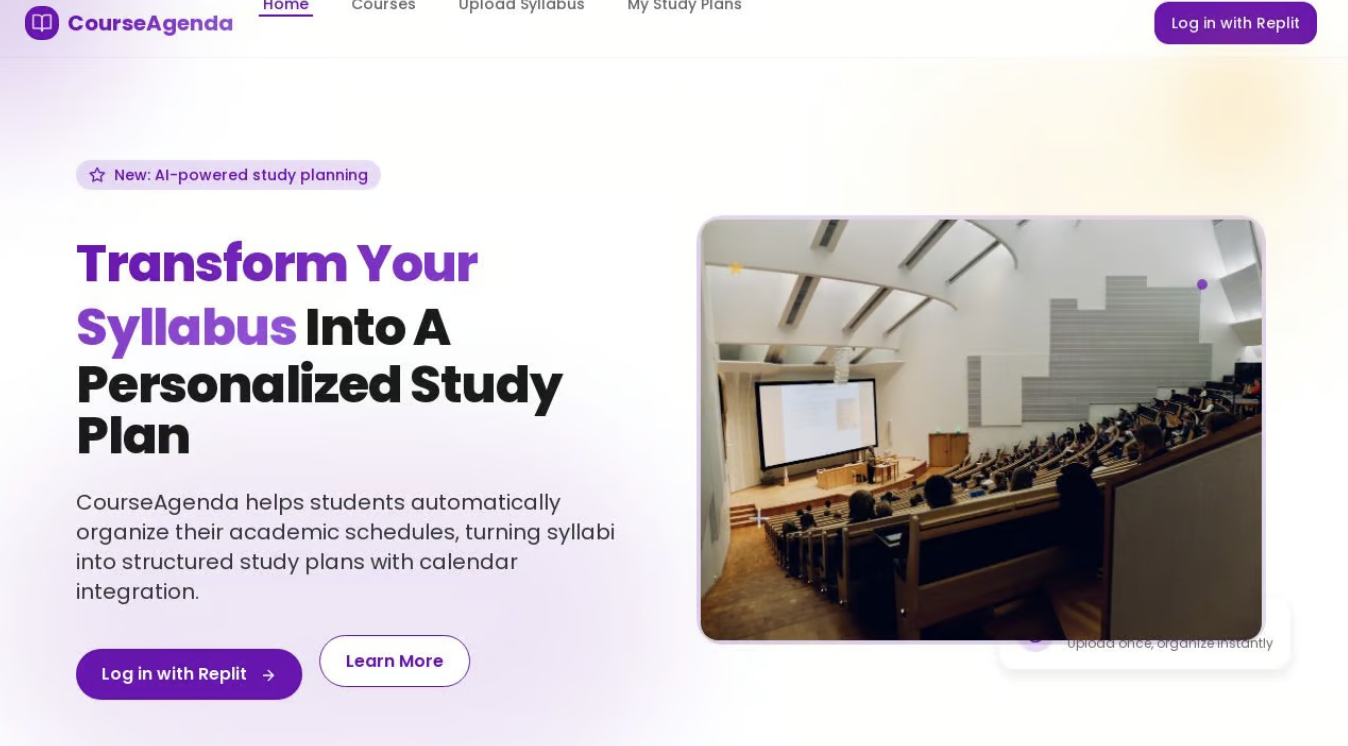 CourseAgenda
Home Courses Upload Syllabus My Study Plans
Log in with Replit
New: AI-powered study planning
Transform Your
Syllabus Into A
Personalized Study
Plan
CourseAgenda helps students automatically
organize their academic schedules, turning syllabi
into structured study plans with calendar
integration.
Log in with Replit
Learn More
Upload once, organize instantly